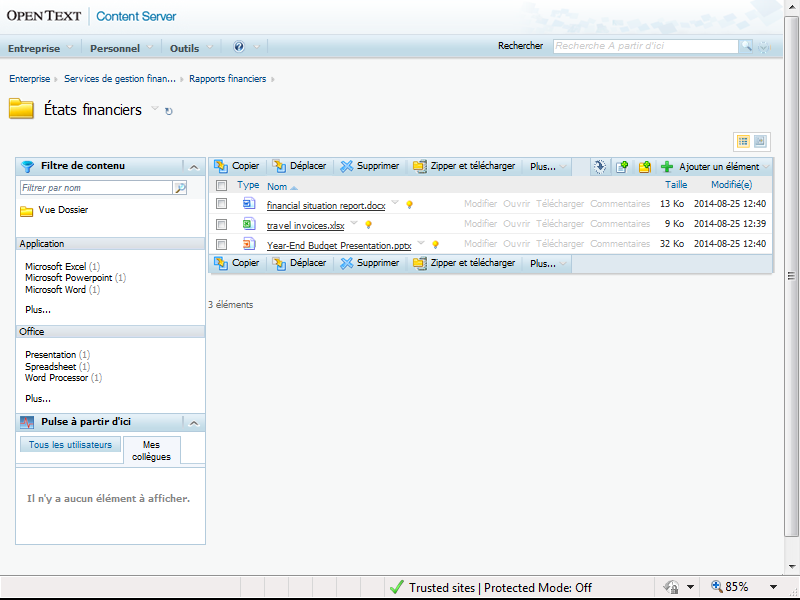 OPEN TEXT | Content Server
Entreprise Personnel Outils Rechercher Recherche A partir d'ici
Enterprise Services de gestion finan... Rapports financiers
États financiers
Filtre de contenu
Filtrer par nom
Vue Dossier
Application
Microsoft Excel (1)
Microsoft Powerpoint (1)
Microsoft Word (1)
Plus...
Office
Presentation (1)
Spreadsheet (1)
Word Processor (1)
Plus...
Pulse à partir d'ici
Tous les utilisateurs Mes collègues
Il n'y a aucun élément à afficher.
Copier Déplacer Supprimer Zipper et télécharger Plus... Ajouter un élément
Type Nom Taille Modifié(e)
financial situation report.docx Modifier Ouvrir Télécharger Commentaires 13 Ko 2014-08-25 12:40
travel invoices.xlsx Modifier Ouvrir Télécharger Commentaires 9 Ko 2014-08-25 12:39
Year-End Budget Presentation.pptx Modifier Ouvrir Télécharger Commentaires 32 Ko 2014-08-25 12:40
Copier Déplacer Supprimer Zipper et télécharger Plus...
3 éléments
Trusted sites | Protected Mode: Off 85%